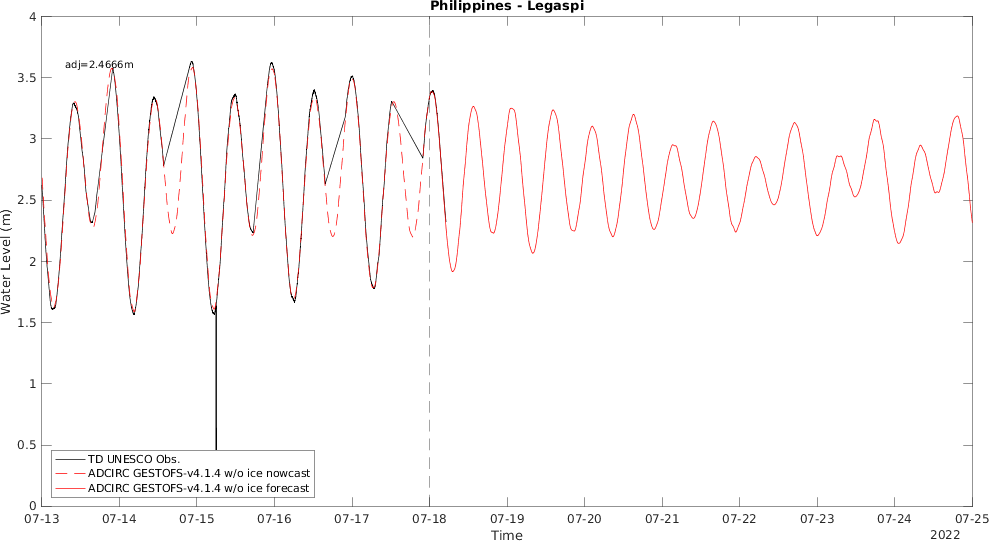 Philippines - Legaspi
4
adj=2.4666m
3.5
3
2.5
2
1.5
1
0.5
0
Water Level (m)
TD UNESCO Obs.
ADCIRC GESTOFS-v4.1.4 w/o ice nowcast
ADCIRC GESTOFS-v4.1.4 w/o ice forecast
07-13 07-14 07-15 07-16 07-17 07-18 07-19 07-20 07-21 07-22 07-23 07-24 07-25
Time
2022